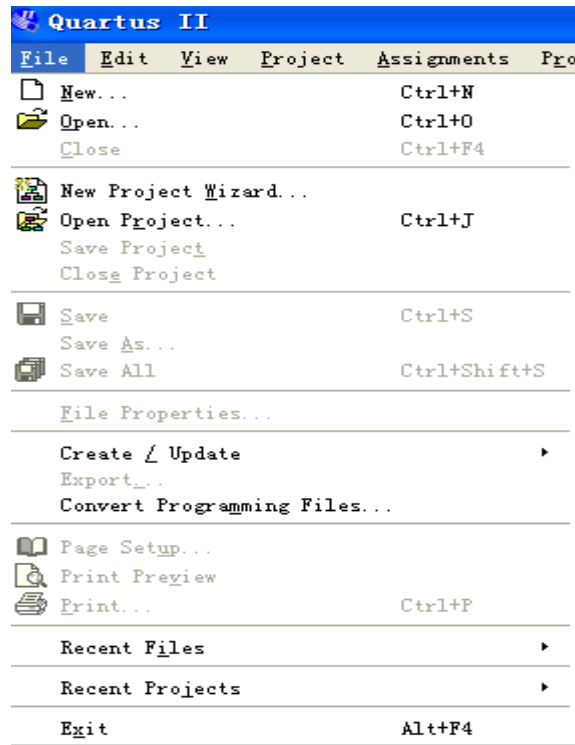 Quartus II
File Edit View Project Assignments Pro
New... Ctrl+N
Open... Ctrl+O
Close Ctrl+F4
New Project Wizard...
Open Project... Ctrl+J
Save Project
Close Project
Save Ctrl+S
Save As...
Save All Ctrl+Shift+S
File Properties...
Create / Update
Export...
Convert Programming Files...
Page Setup...
Print Preview
Print... Ctrl+P
Recent Files
Recent Projects
Exit Alt+F4